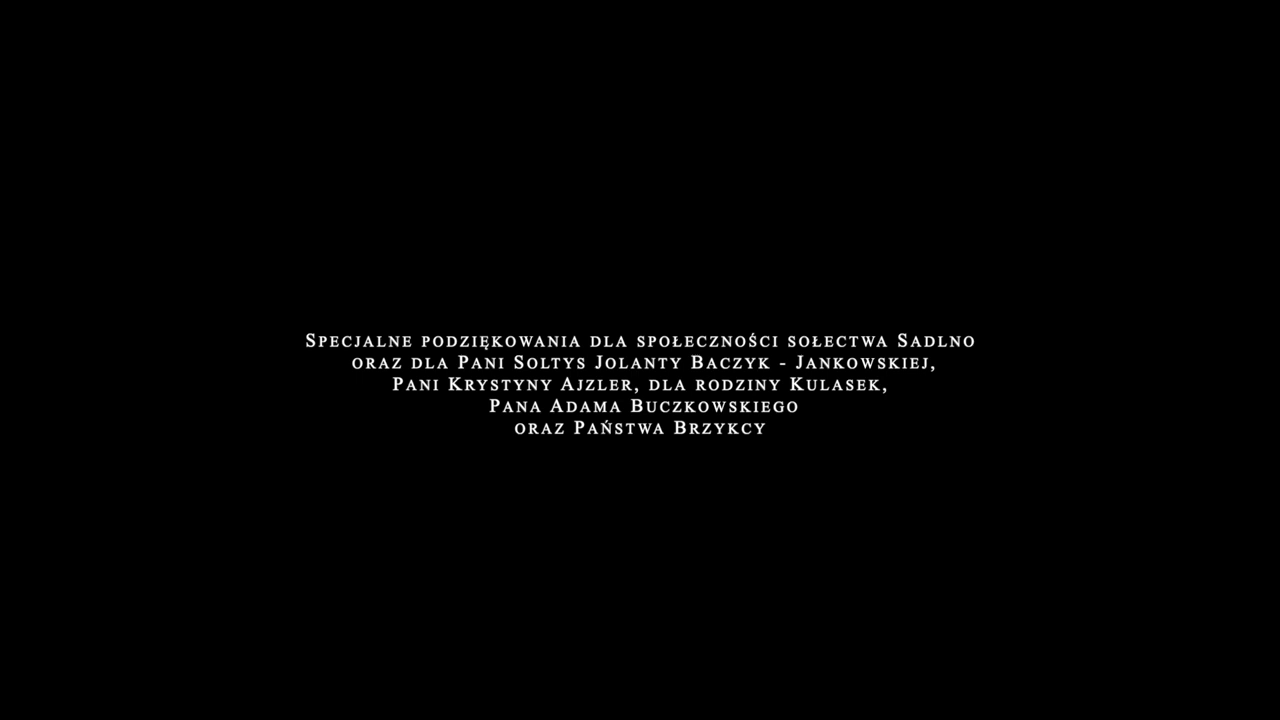 Specjalne podziękowania dla społeczności sołectwa Sadlno
oraz dla Pani Soltys Jolanty Baczyk - Jankowskiej,
Pani Krystyny Ajzler, dla rodziny Kulasek,
Pana Adama Buczkowskiego
oraz Państwa Brzykcy